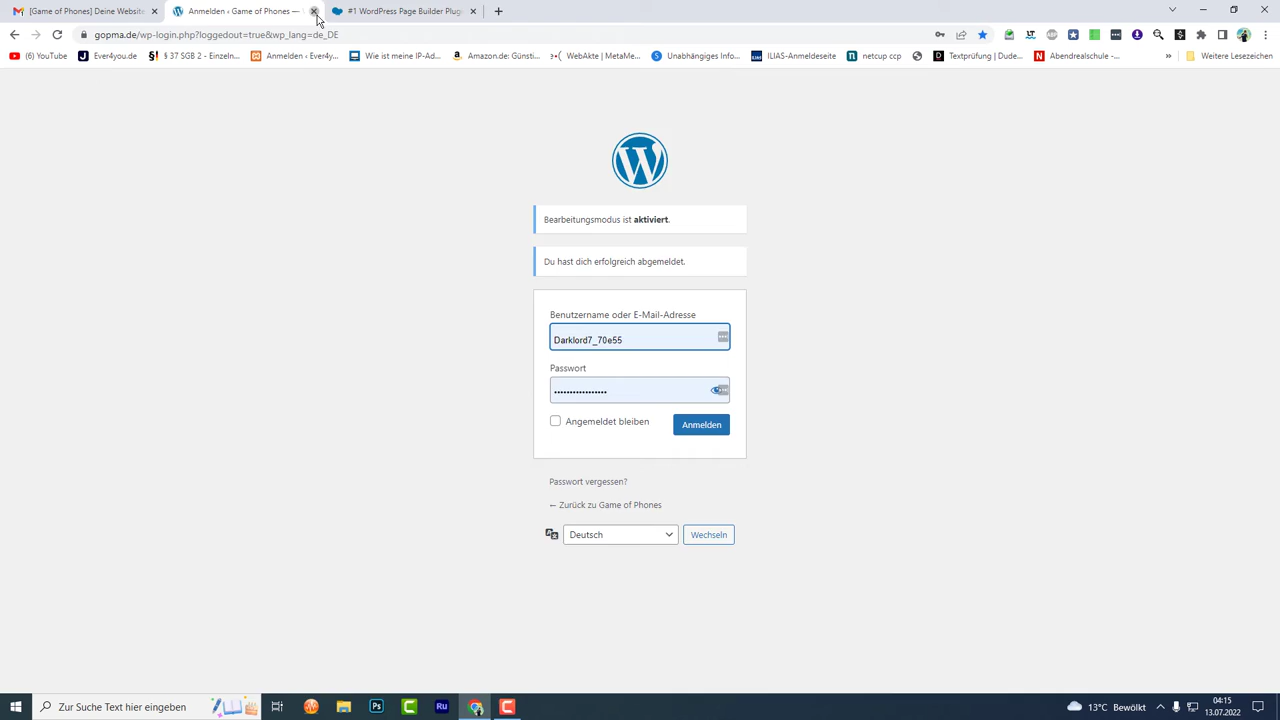 [Game of Phones] Deine Website
Anmelden ‹ Game of Phones —
#1 WordPress Page Builder Plugi
gopma.de/wp-login.php?loggedout=true&wp_lang=de_DE
(6) YouTube
Ever4you.de
§ 37 SGB 2 - Einzeln...
Anmelden ‹ Ever4y...
Wie ist meine IP-Ad...
Amazon.de: Günsti...
WebAkte | MetaMe...
Unabhängiges Info...
ILIAS-Anmeldeseite
netcup ccp
Textprüfung | Dude...
Abendrealschule -...
»
Weitere Lesezeichen
Bearbeitungsmodus ist aktiviert.
Du hast dich erfolgreich abgemeldet.
Benutzername oder E-Mail-Adresse
Darklord7_70e55
Passwort
•••••••••••••••••
Angemeldet bleiben
Anmelden
Passwort vergessen?
← Zurück zu Game of Phones
Deutsch
Wechseln
Zur Suche Text hier eingeben
Ps
Ru
13°C Bewölkt
04:15
13.07.2022